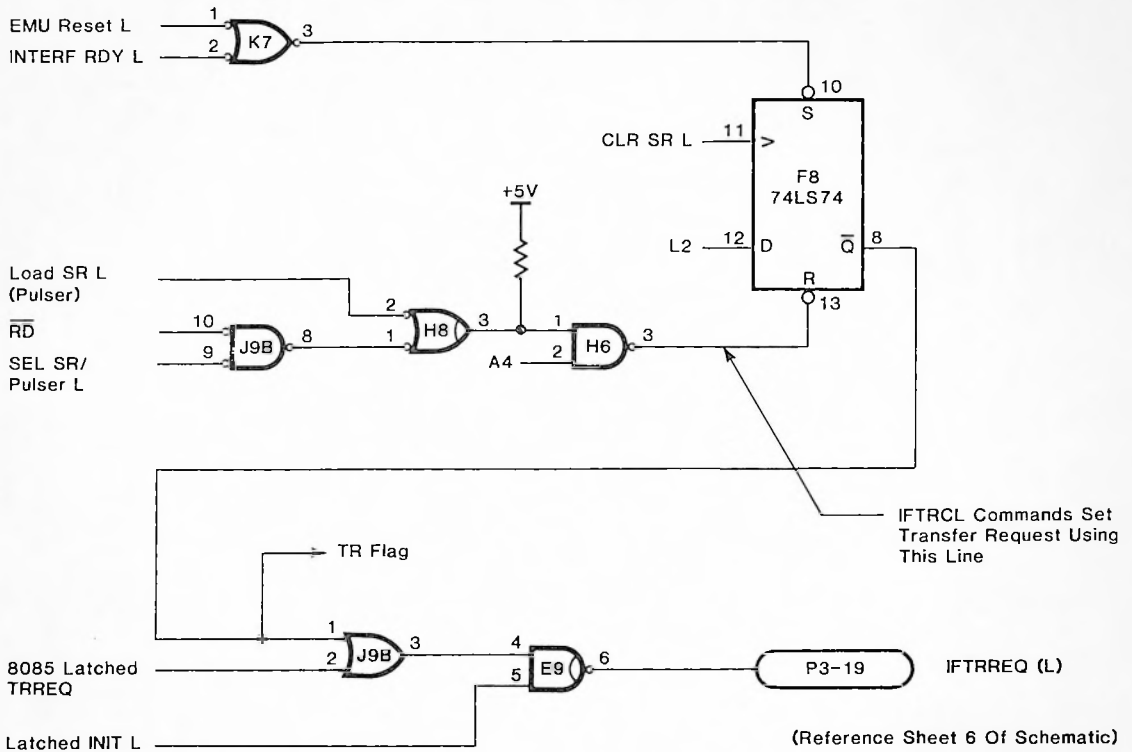 EMU Reset L
1
INTERF RDY L
2
K7
3
10
S
CLR SR L
11
>
F8
74LS74
L2
12
D
Q̅
8
R
13
+5V
Load SR L
(Pulser)
2
R̅D̅
10
SEL SR/
Pulser L
9
J9B
8
1
H8
3
1
A4
2
H6
3
IFTRCL Commands Set
Transfer Request Using
This Line
TR Flag
1
8085 Latched
TRREQ
2
J9B
3
4
5
E9
6
P3-19
IFTRREQ (L)
Latched INIT L
(Reference Sheet 6 Of Schematic)